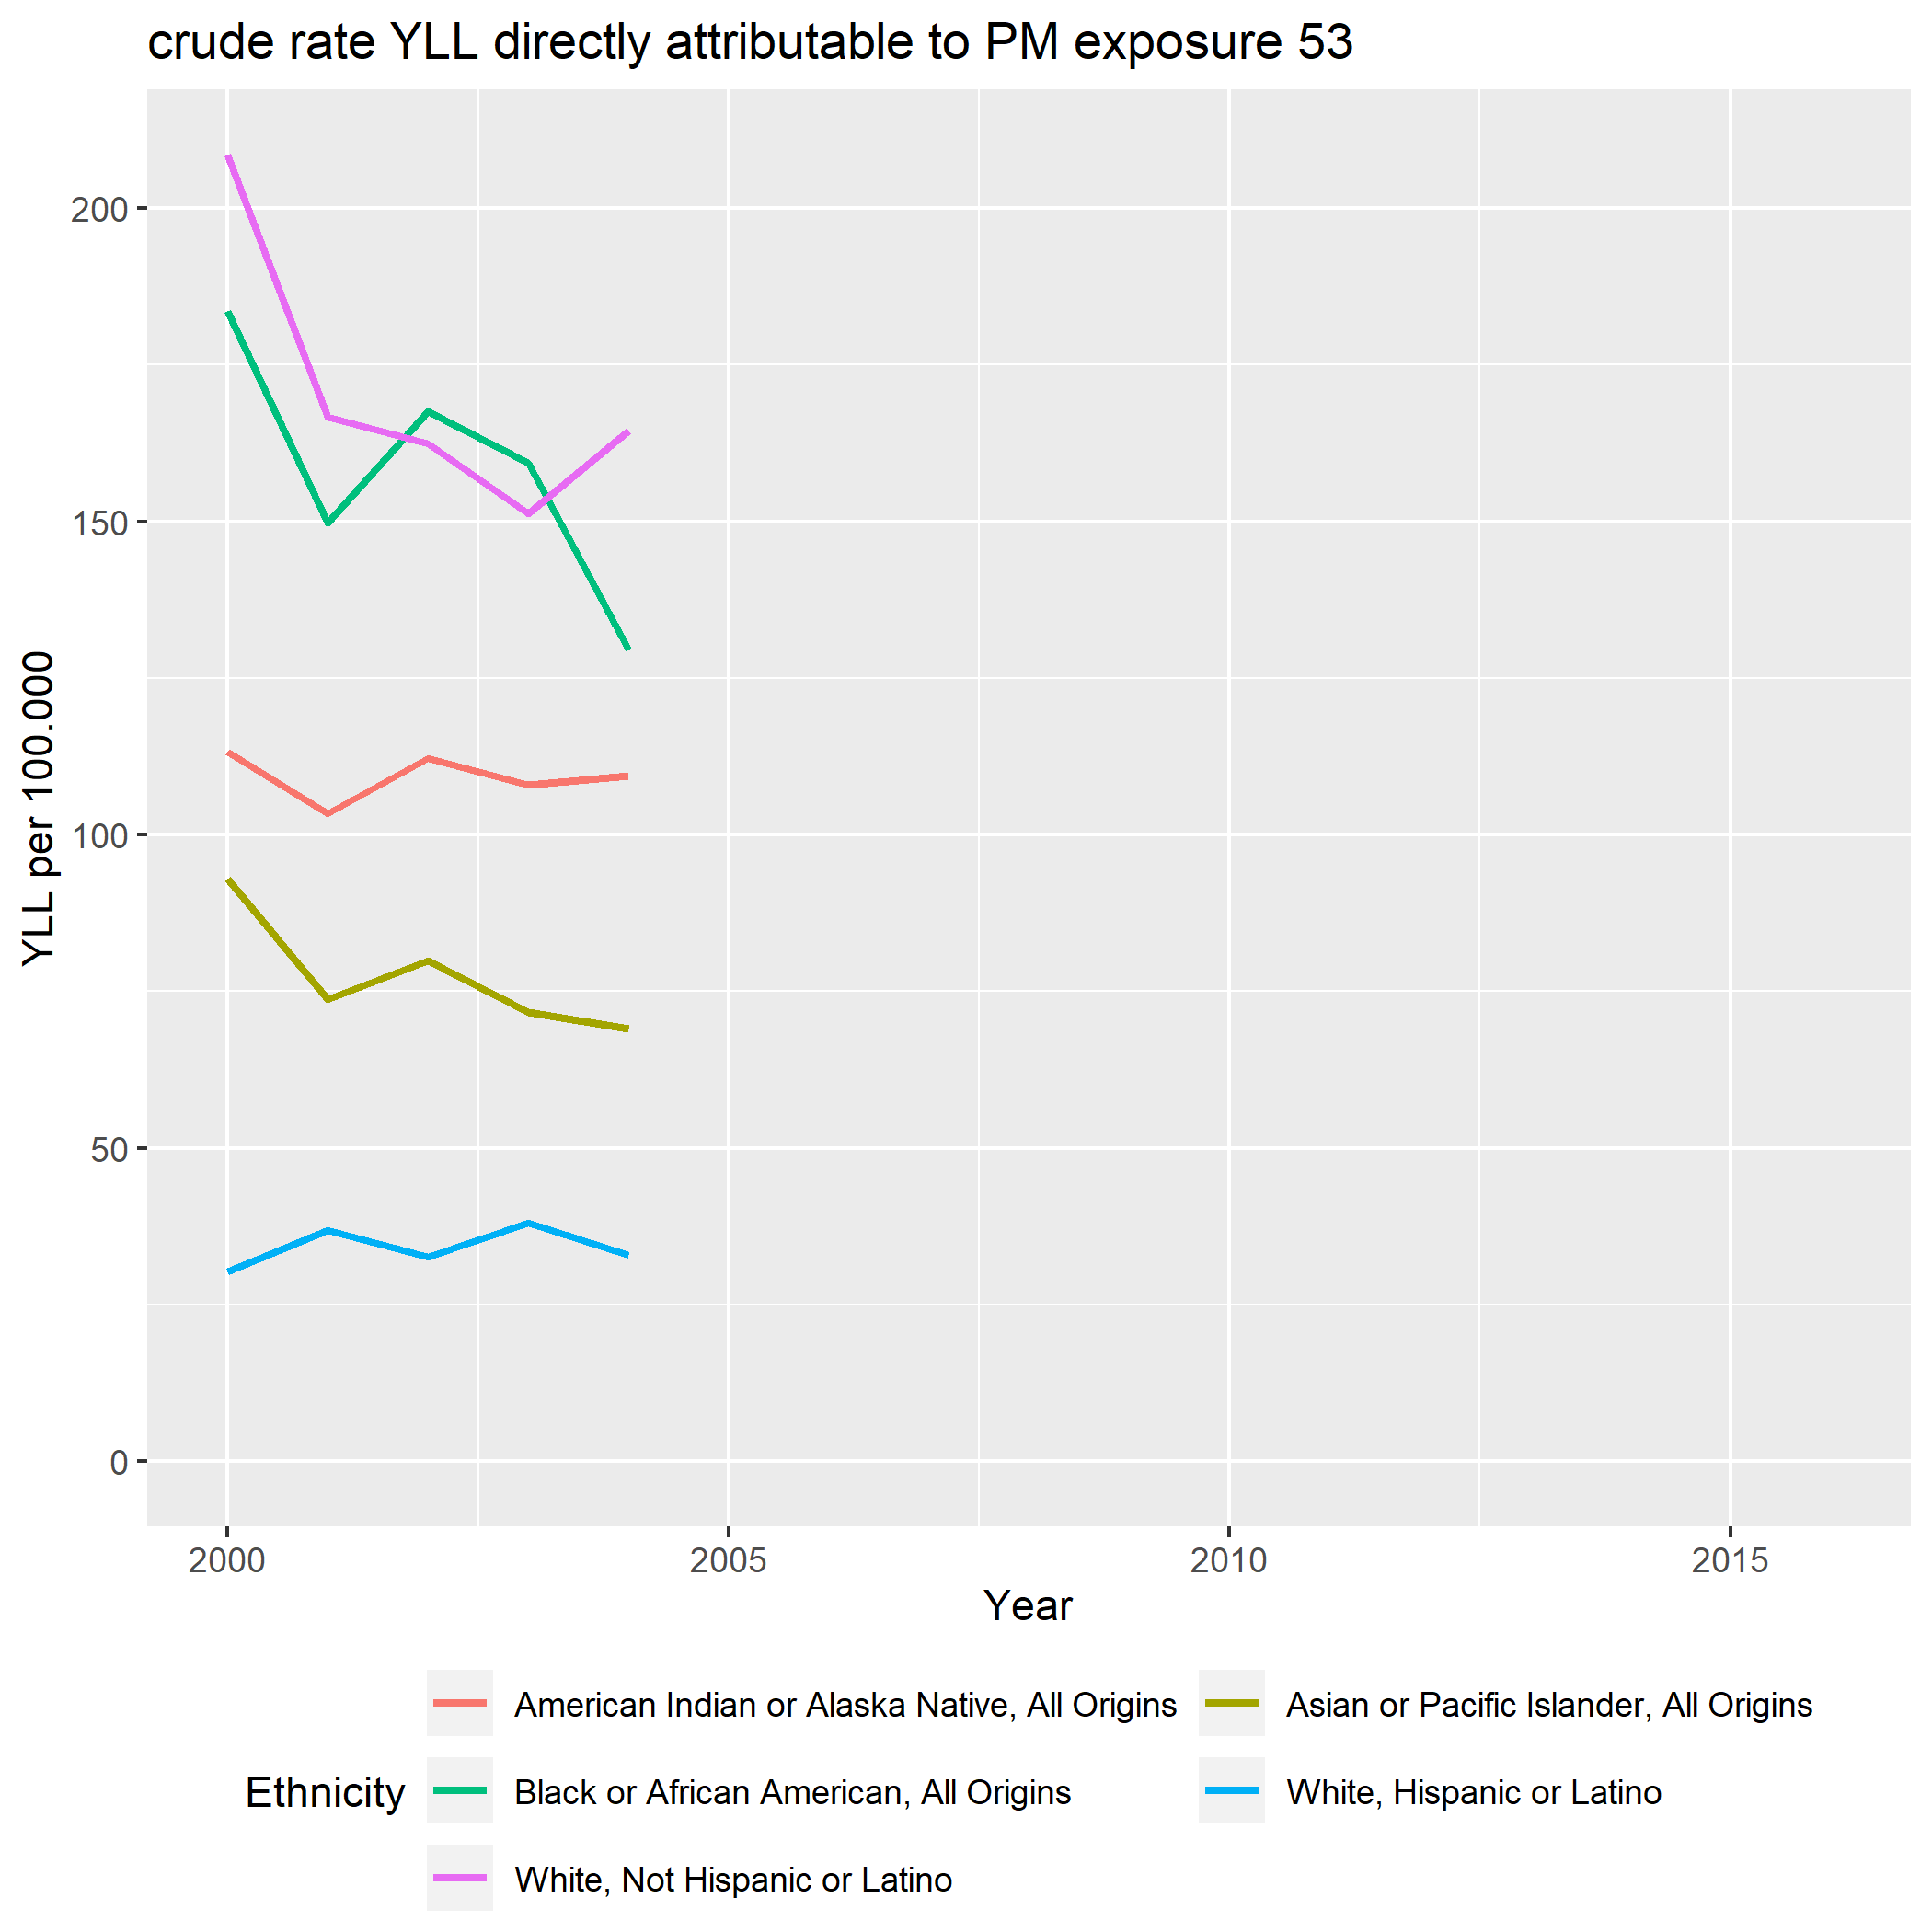 crude rate YLL directly attributable to PM exposure 53
YLL per 100.000
200
150
100
50
0
2000 2005 2010 2015
Year
Ethnicity
American Indian or Alaska Native, All Origins
Asian or Pacific Islander, All Origins
Black or African American, All Origins
White, Hispanic or Latino
White, Not Hispanic or Latino